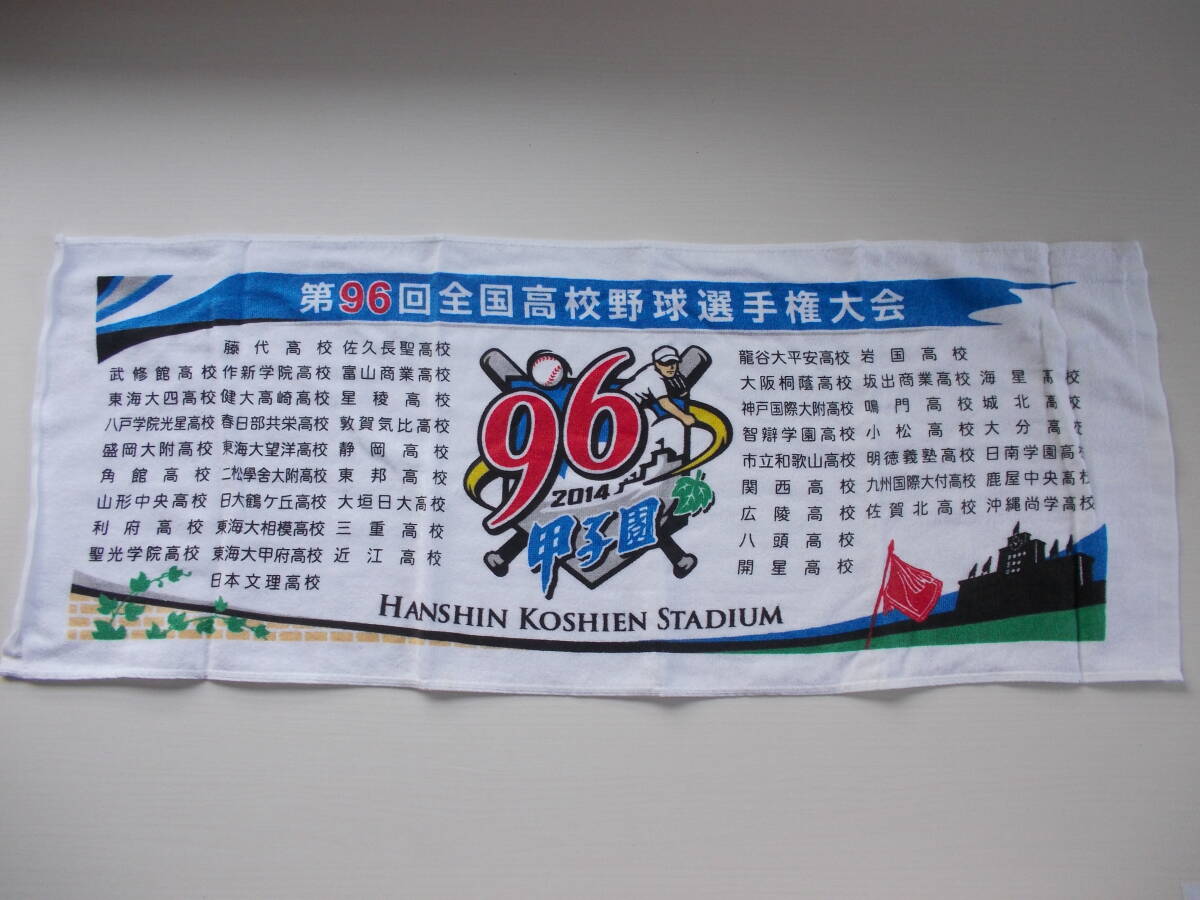 第96回全国高校野球選手権大会
武修館高校
東海大四高校
八戸学院光星高校
盛岡大附高校
角館高校
山形中央高校
利府高校
聖光学院高校
藤代高校
作新学院高校
健大高崎高校
春日部共栄高校
東海大望洋高校
二松學舎大附高校
日大鶴ケ丘高校
東海大相模高校
東海大甲府高校
日本文理高校
佐久長聖高校
富山商業高校
星稜高校
敦賀気比高校
静岡高校
東邦高校
大垣日大高校
三重高校
近江高校
96
2014
甲子園
龍谷大平安高校
大阪桐蔭高校
神戸国際大附高校
智辯学園高校
市立和歌山高校
関西高校
広陵高校
八頭高校
開星高校
岩国高校
坂出商業高校
鳴門高校
小松高校
明徳義塾高校
九州国際大付高校
佐賀北高校
海星高校
城北高校
大分高校
日南学園高校
鹿屋中央高校
沖縄尚学高校
HANSHIN KOSHIEN STADIUM